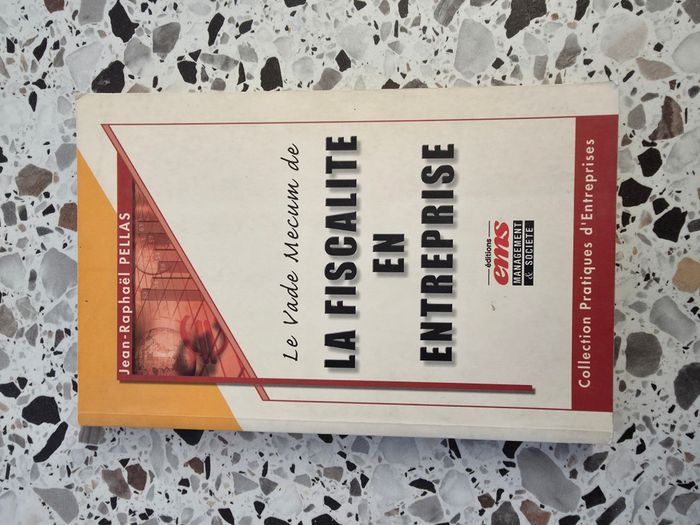 Jean-Raphaël PELLAS
Le Vade Mecum de
LA FISCALITE
EN
ENTREPRISE
éditions
ems
MANAGEMENT
& SOCIETE
Collection Pratiques d'Entreprises